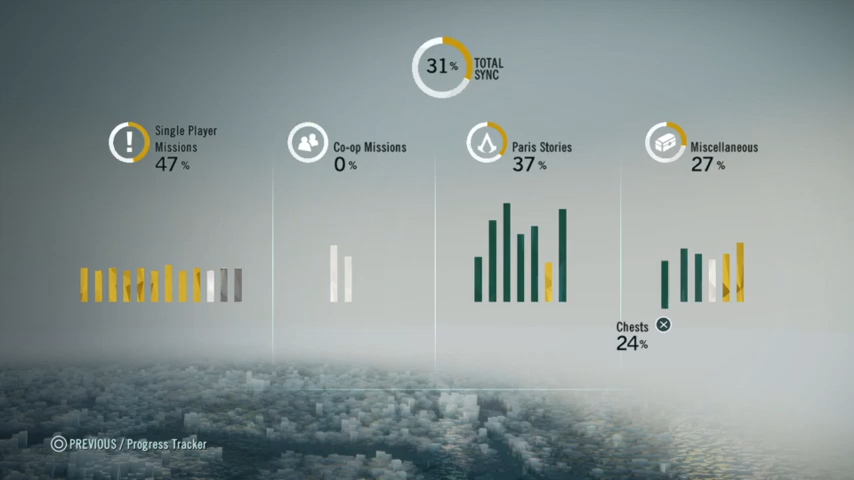 31%
TOTAL
SYNC
Single Player
Missions
47%
Co-op Missions
0%
Paris Stories
37%
Miscellaneous
27%
Chests
24%
PREVIOUS / Progress Tracker